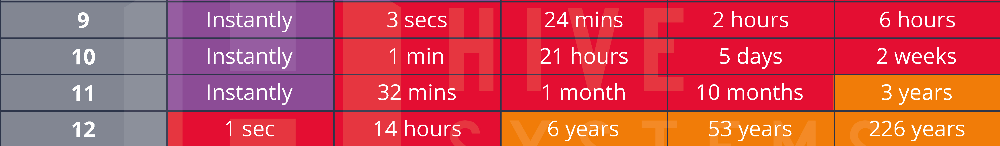 9 Instantly 3 secs 24 mins 2 hours 6 hours
10 Instantly 1 min 21 hours 5 days 2 weeks
11 Instantly 32 mins 1 month 10 months 3 years
12 1 sec 14 hours 6 years 53 years 226 years
HIVE
SYSTEMS